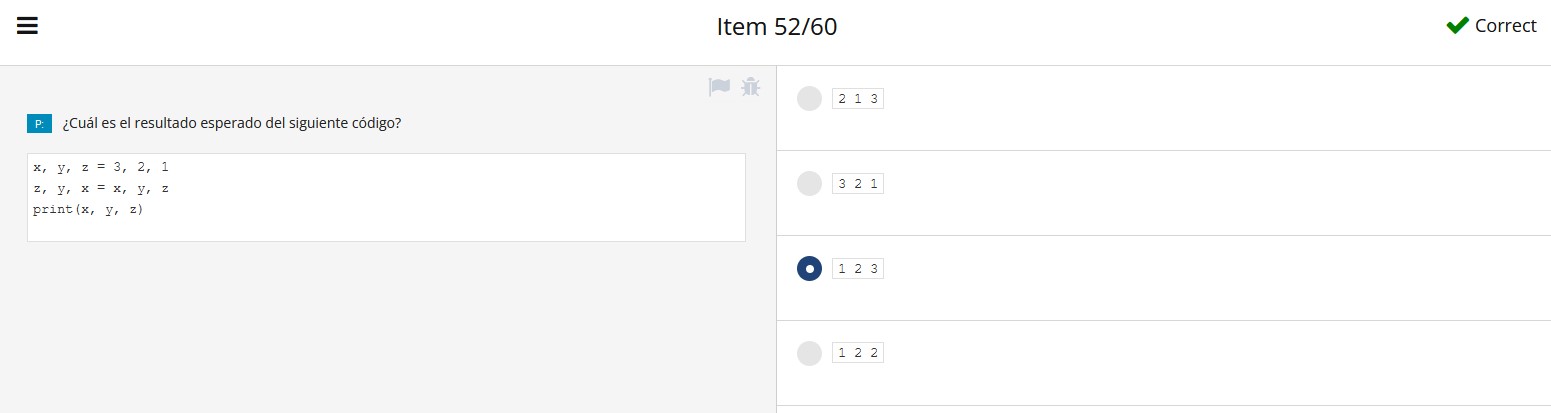 Item 52/60
Correct
P: ¿Cuál es el resultado esperado del siguiente código?
x, y, z = 3, 2, 1
z, y, x = x, y, z
print(x, y, z)
2 1 3
3 2 1
1 2 3
1 2 2